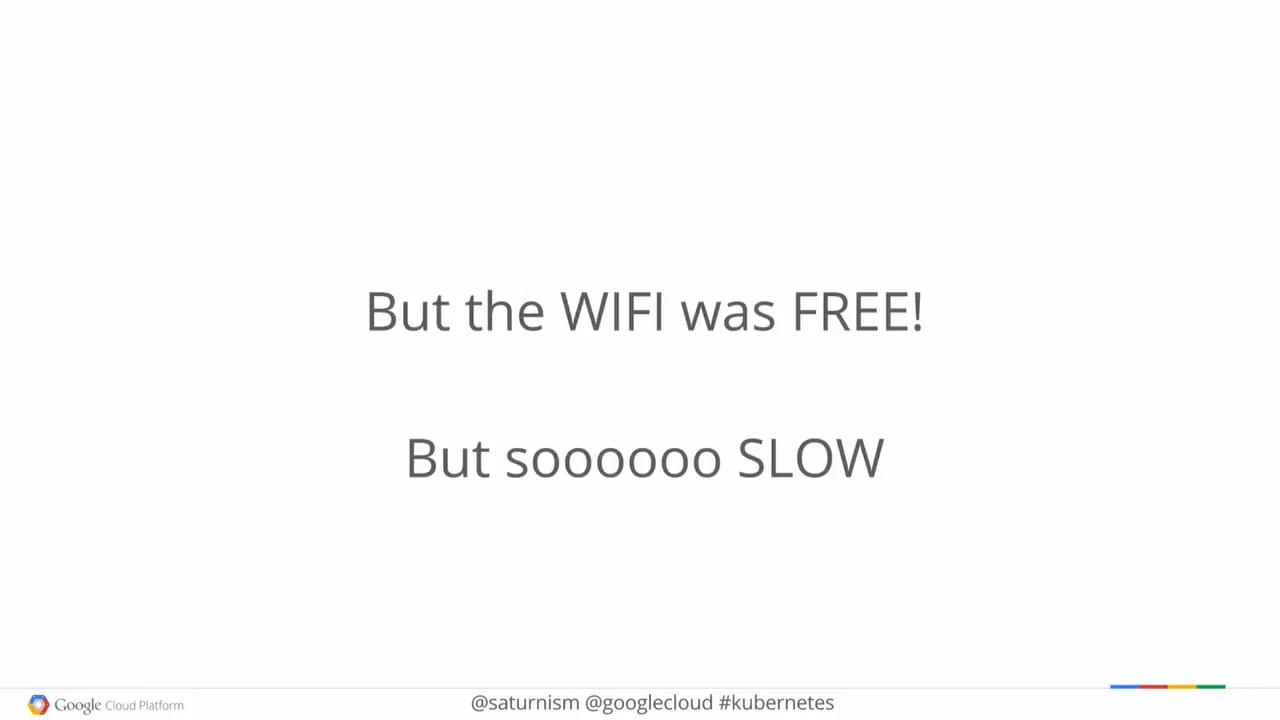 But the WIFI was FREE!
But soooooo SLOW
Google Cloud Platform
@saturnism @googlecloud #kubernetes